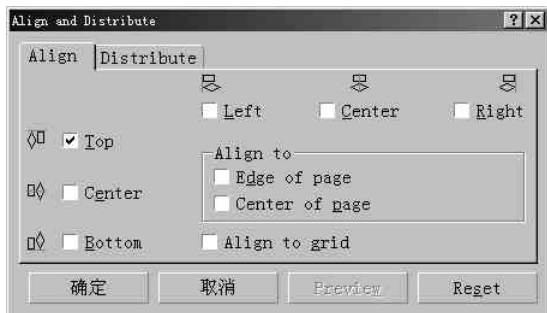 Align and Distribute
Align Distribute
Left Center Right
Top
Align to
Edge of page
Center
Center of page
Bottom Align to grid
确定 取消 Preview Reset